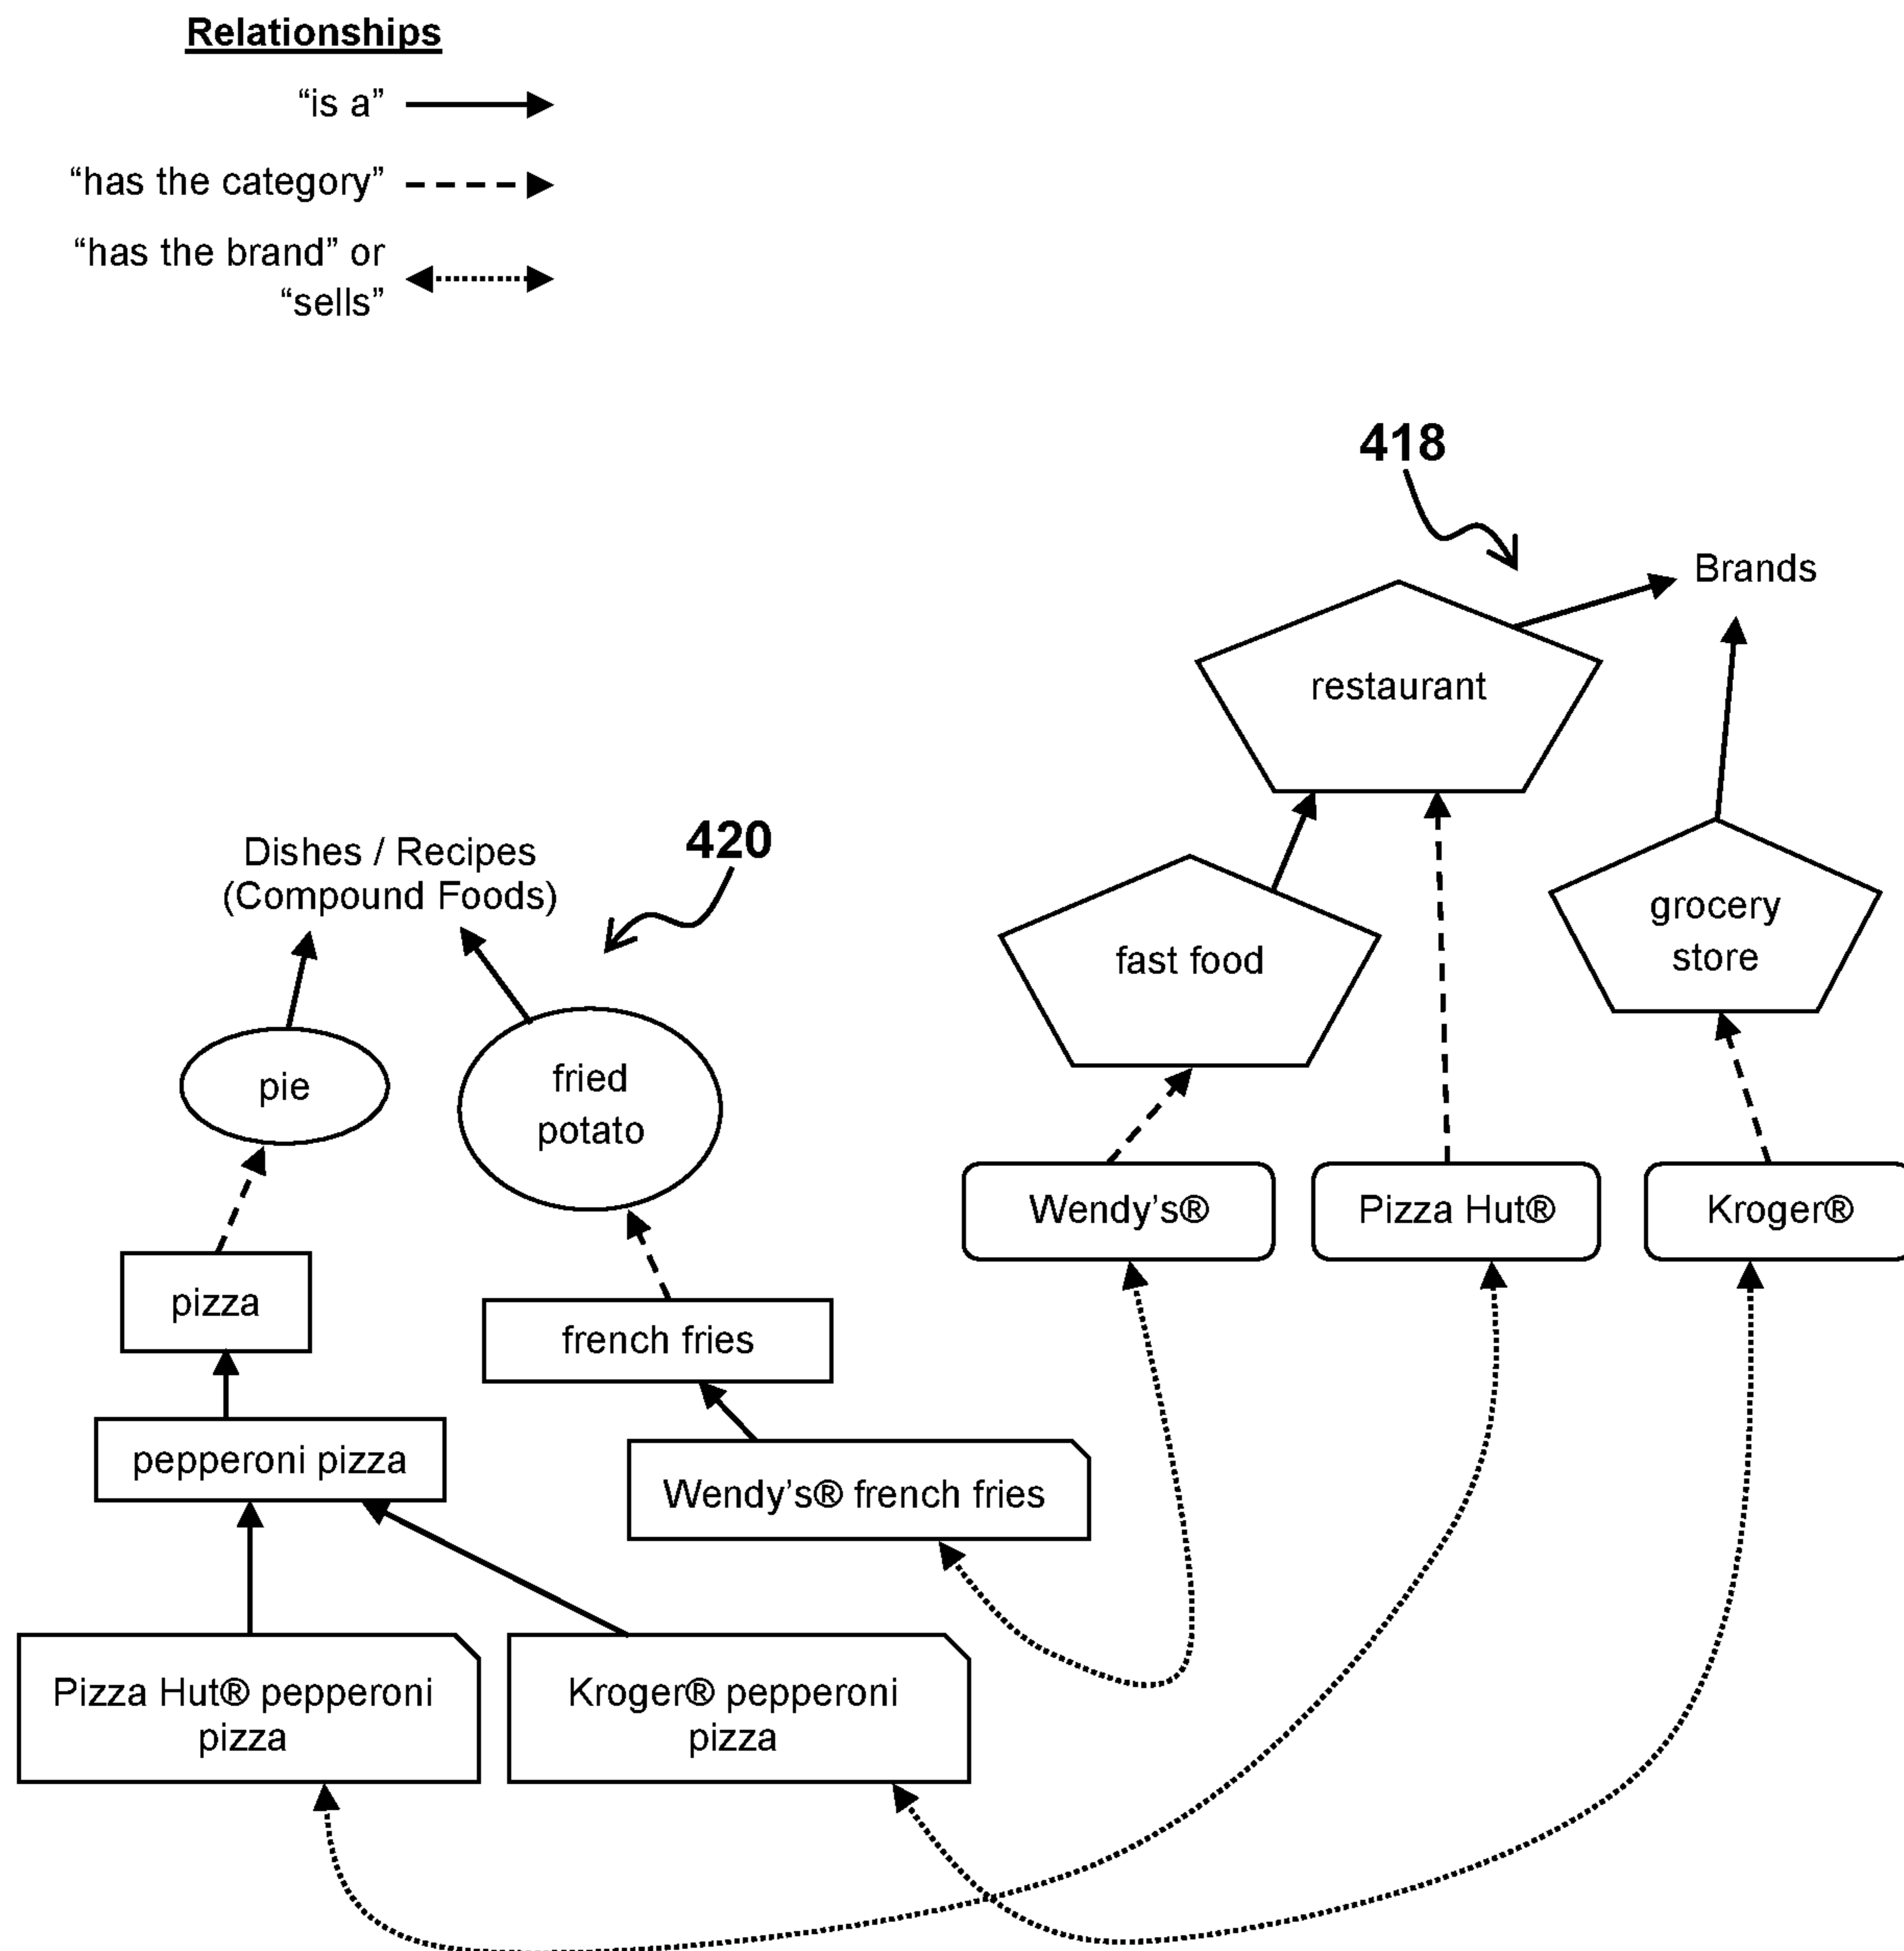 Relationships
“is a”
“has the category”
“has the brand” or
“sells”
418
Brands
restaurant
420
Dishes / Recipes
(Compound Foods)
fast food
grocery
store
pie
fried
potato
Wendy’s®
Pizza Hut®
Kroger®
pizza
french fries
pepperoni pizza
Wendy’s® french fries
Pizza Hut® pepperoni
pizza
Kroger® pepperoni
pizza